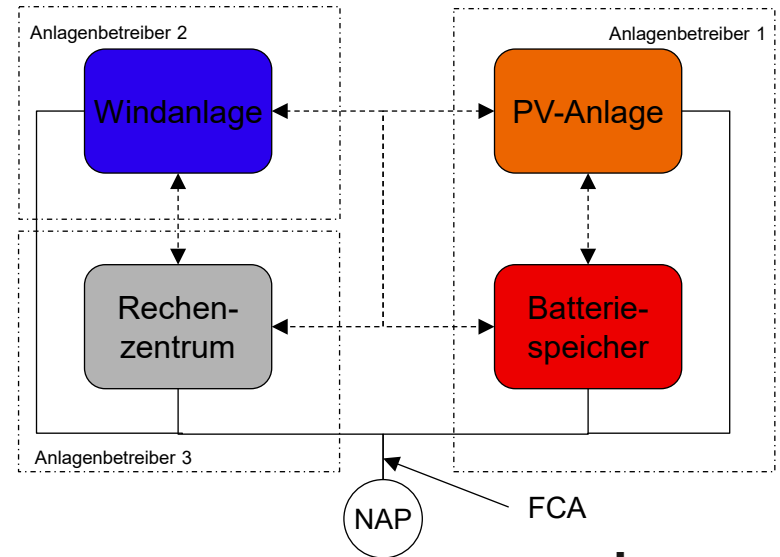 Anlagenbetreiber 2
Anlagenbetreiber 1
Windanlage
PV-Anlage
Rechen-
zentrum
Batterie-
speicher
Anlagenbetreiber 3
FCA
NAP